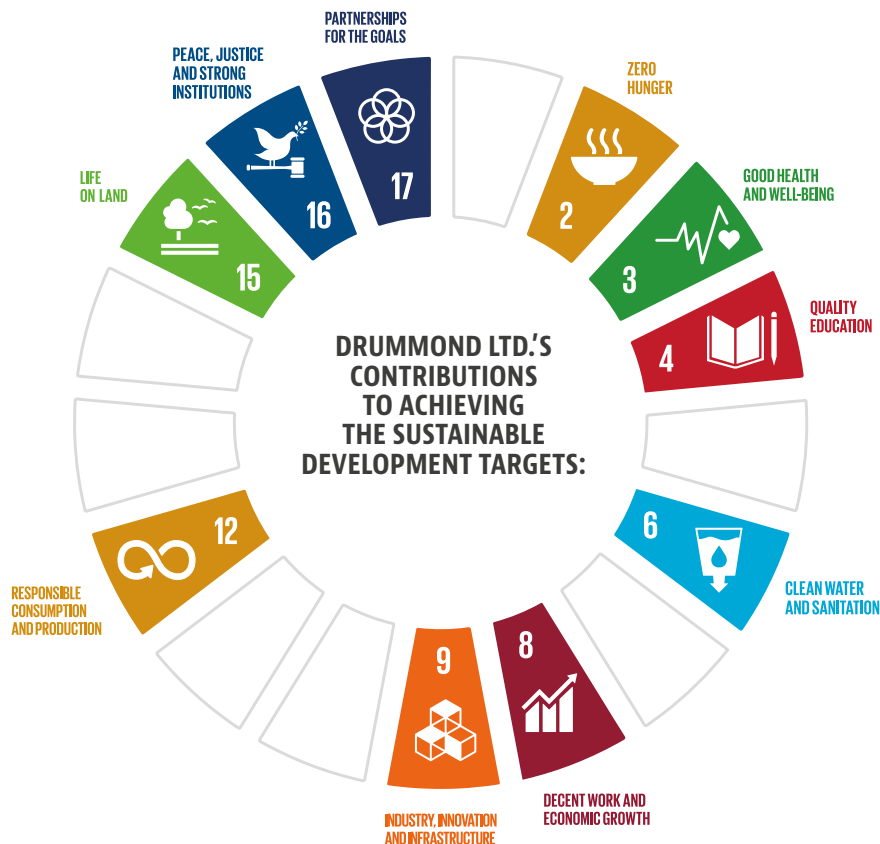 DRUMMOND LTD.'S
CONTRIBUTIONS
TO ACHIEVING
THE SUSTAINABLE
DEVELOPMENT TARGETS:
ZERO
HUNGER
2
GOOD HEALTH
AND WELL-BEING
3
QUALITY
EDUCATION
4
6
CLEAN WATER
AND SANITATION
8
DECENT WORK AND
ECONOMIC GROWTH
9
INDUSTRY, INNOVATION
AND INFRASTRUCTURE
12
RESPONSIBLE
CONSUMPTION
AND PRODUCTION
LIFE
ON LAND
15
PEACE, JUSTICE
AND STRONG
INSTITUTIONS
16
PARTNERSHIPS
FOR THE GOALS
17